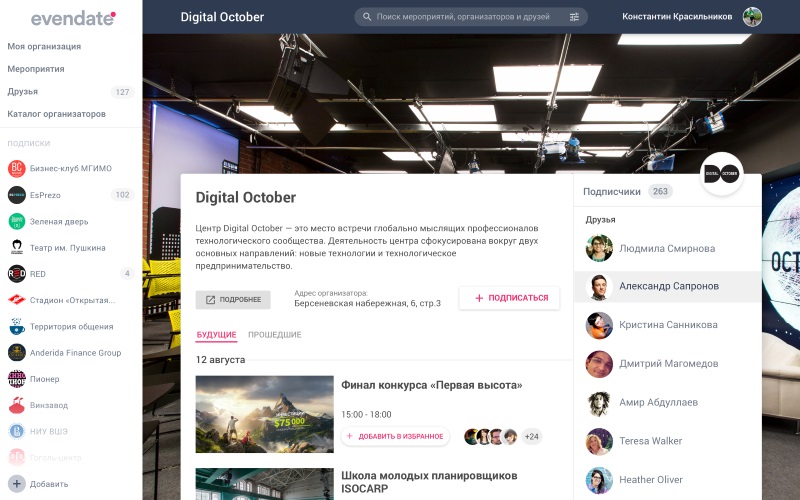 evendate
Digital October
Поиск мероприятий, организаторов и друзей
Константин Красильников
Моя организация
Мероприятия
Друзья
127
Каталог организаторов
ПОДПИСКИ
Бизнес-клуб МГИМО
EsPrezo
102
Зеленая дверь
Театр им. Пушкина
RED
4
Стадион «Открытая...
Территория общения
Anderida Finance Group
Пионер
Винзавод
НИУ ВШЭ
Гоголь-центр
Добавить
Digital October
Центр Digital October — это место встречи глобально мыслящих профессионалов
технологического сообщества. Деятельность центра сфокусирована вокруг двух
основных направлений: новые технологии и технологическое
предпринимательство.
ПОДРОБНЕЕ
Адрес организатора:
Берсеневская набережная, 6, стр.3
ПОДПИСАТЬСЯ
БУДУЩИЕ
ПРОШЕДШИЕ
12 августа
$75000
Финал конкурса «Первая высота»
15:00 - 18:00
ДОБАВИТЬ В ИЗБРАННОЕ
+24
Школа молодых планировщиков
ISOCARP
DIGITAL OCTOBER
Подписчики
263
Друзья
Людмила Смирнова
Александр Сапронов
Кристина Санникова
Дмитрий Магомедов
Амир Абдуллаев
Teresa Walker
Heather Oliver